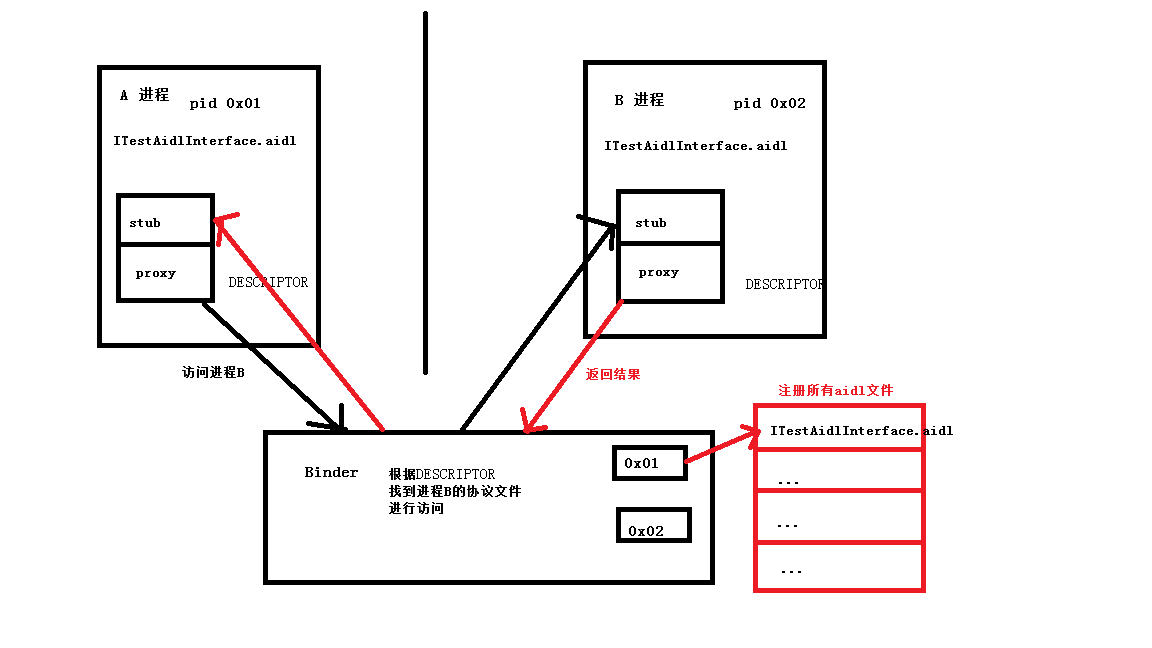 A 进程
pid 0x01
ITestAidlInterface.aidl
stub
proxy
DESCRIPTOR
访问进程B
B 进程
pid 0x02
ITestAidlInterface.aidl
stub
proxy
DESCRIPTOR
返回结果
注册所有aidl文件
ITestAidlInterface.aidl
...
...
...
Binder
根据DESCRIPTOR
找到进程B的协议文件
进行访问
0x01
0x02